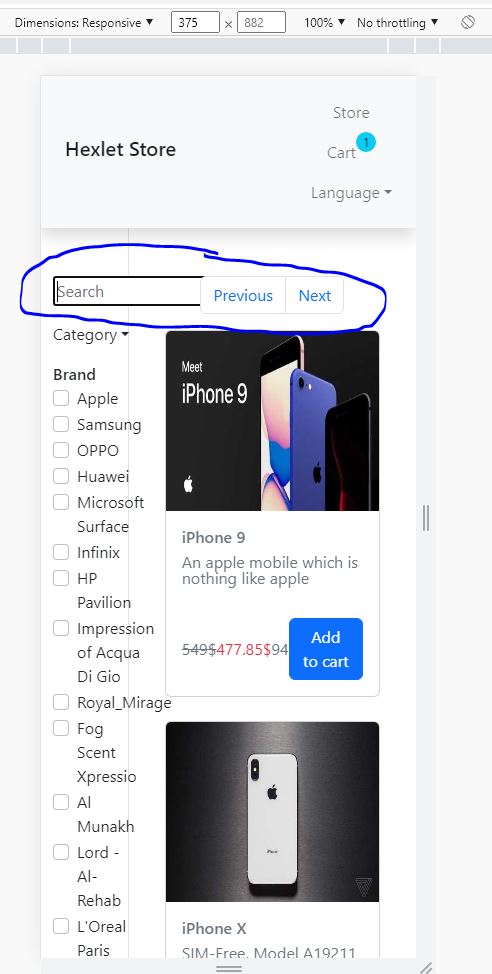 Dimensions: Responsive ▼ 375 × 882 100% ▼ No throttling ▼
Store
Hexlet Store
Cart 1
Language
Search Previous Next
Category
Brand
Apple
Samsung
OPPO
Huawei
Microsoft
Surface
Infinix
HP
Pavilion
Impression
of Acqua
Di Gio
Royal_Mirage
Fog
Scent
Xpressio
Al
Munakh
Lord -
Al-
Rehab
L'Oreal
Paris
Meet
iPhone 9
iPhone 9
An apple mobile which is
nothing like apple
549$477.85$94
Add
to cart
iPhone
iPhone X
SIM-Free, Model A19211